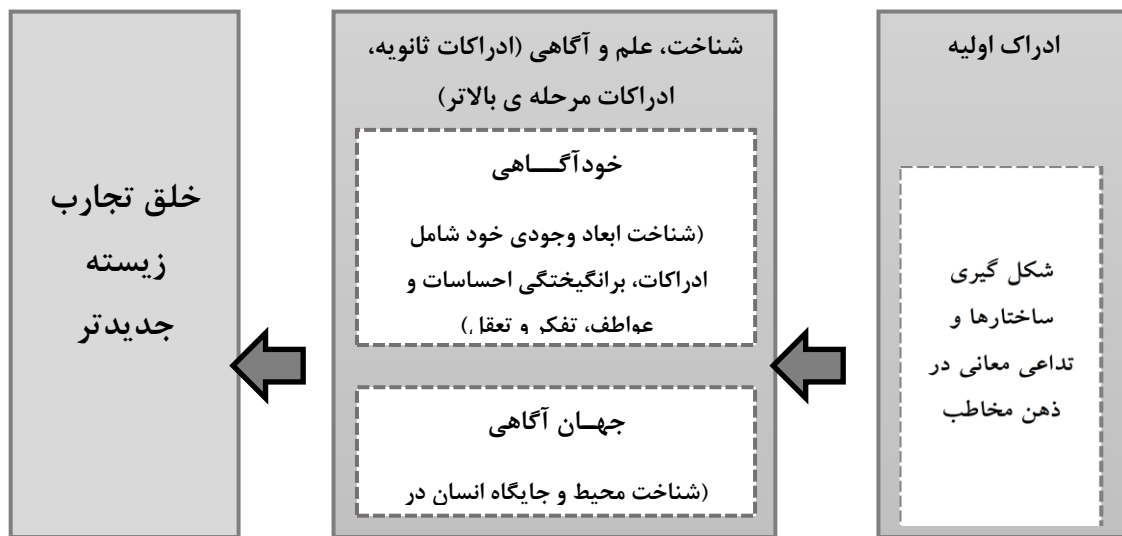 ادراک اولیه
شکل گیری
ساختارها و
تداعی معانی در
ذهن مخاطب
شناخت، علم و آگاهی (ادراکات ثانویه،
ادراکات مرحله ی بالاتر)
خودآگـــاهی
(شناخت ابعاد وجودی خود شامل
ادراکات، برانگیختگی احساسات و
عواطف، تفکر و تعقل)
جهـان آگاهی
(شناخت محیط و جایگاه انسان در
خلق تجارب
زیسته
جدیدتر